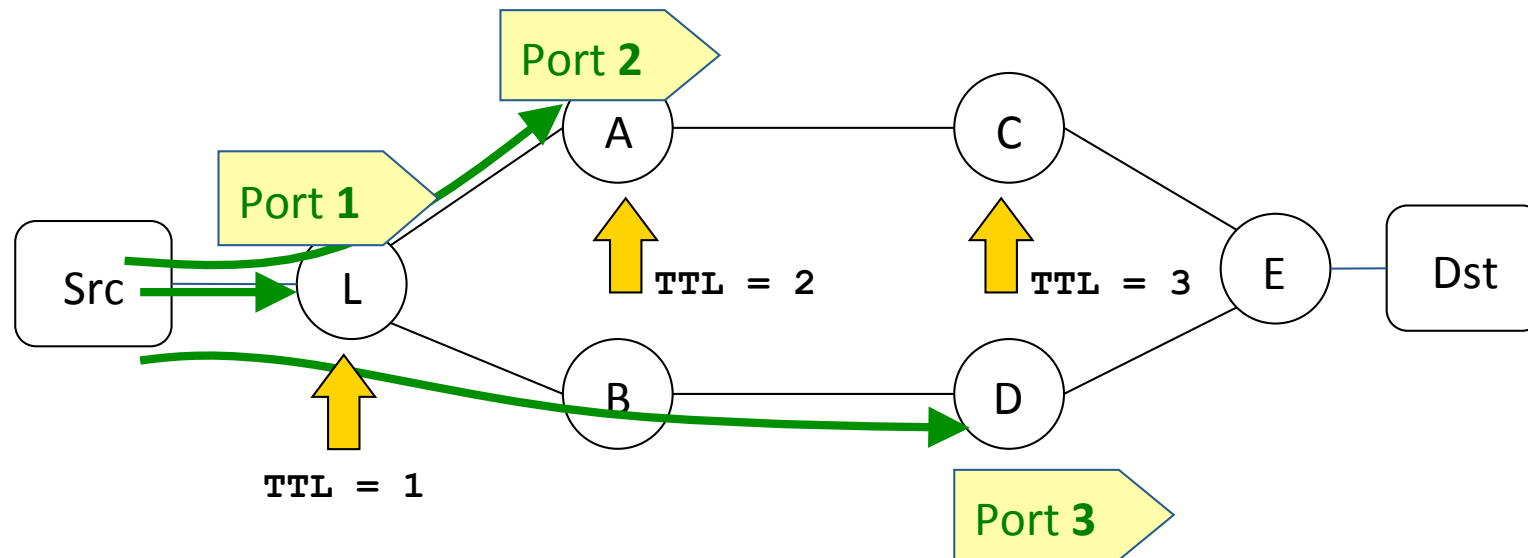 Port 2
A
C
Port 1
Src
L
TTL = 2
TTL = 3
E
Dst
B
D
TTL = 1
Port 3